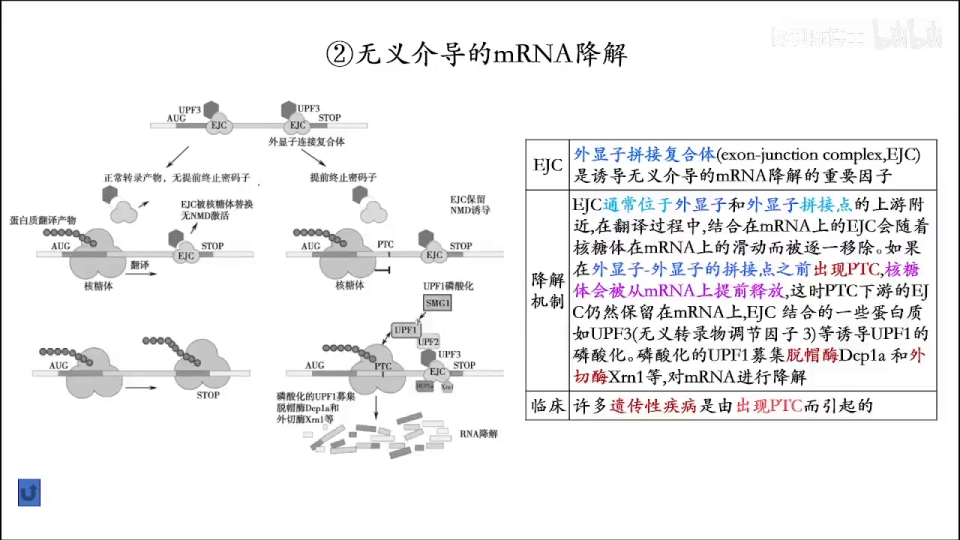 bilibili
②无义介导的mRNA降解
UPF3
UPF3
AUG
EJC
EJC
STOP
外显子连接复合体
正常转录产物，无提前终止密码子
提前终止密码子
EJC被核糖体替换
无NMD激活
EJC保留
NMD诱导
蛋白质翻译产物
AUG
EJC
STOP
翻译
核糖体
AUG
PTC
EJC
STOP
核糖体
UPF1磷酸化
SMG1
UPF1
UPF2
UPF3
AUG
STOP
AUG
PTC
EJC
STOP
Dcp1a
Xrn1
磷酸化的UPF1募集
脱帽酶Dcp1a和
外切酶Xrn1等
RNA降解
EJC
外显子拼接复合体(exon-junction complex,EJC)
是诱导无义介导的mRNA降解的重要因子
降解
机制
EJC通常位于外显子和外显子拼接点的上游附
近,在翻译过程中,结合在mRNA上的EJC会随着
核糖体在mRNA上的滑动而被逐一移除。如果
在外显子-外显子的拼接点之前出现PTC,核糖
体会被从mRNA上提前释放,这时PTC下游的EJ
C仍然保留在mRNA上,EJC 结合的一些蛋白质
如UPF3(无义转录物调节因子 3)等诱导UPF1的
磷酸化。磷酸化的UPF1募集脱帽酶Dcp1a 和外
切酶Xrn1等,对mRNA进行降解
临床
许多遗传性疾病是由出现PTC而引起的